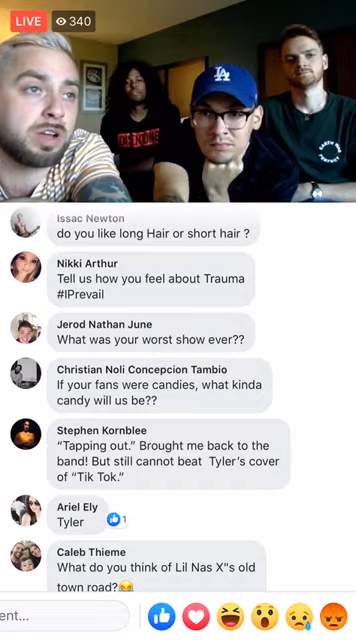 LIVE 340
LA
EARTH WAS
PERFECT
Issac Newton
do you like long Hair or short hair ?
Nikki Arthur
Tell us how you feel about Trauma
#IPrevail
Jerod Nathan June
What was your worst show ever??
Christian Noli Concepcion Tambio
If your fans were candies, what kinda
candy will us be??
Stephen Kornblee
“Tapping out.” Brought me back to the
band! But still cannot beat Tyler’s cover
of “Tik Tok.”
Ariel Ely
Tyler
1
Caleb Thieme
What do you think of Lil Nas X"s old
town road?😂
ent...